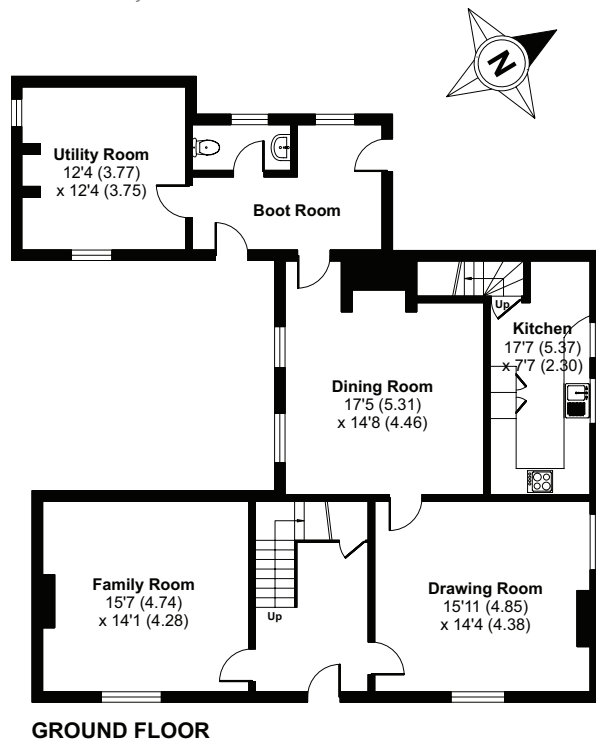 N
Utility Room
12'4 (3.77)
x 12'4 (3.75)
Boot Room
Up
Kitchen
17'7 (5.37)
x 7'7 (2.30)
Dining Room
17'5 (5.31)
x 14'8 (4.46)
Family Room
15'7 (4.74)
x 14'1 (4.28)
Up
Drawing Room
15'11 (4.85)
x 14'4 (4.38)
GROUND FLOOR